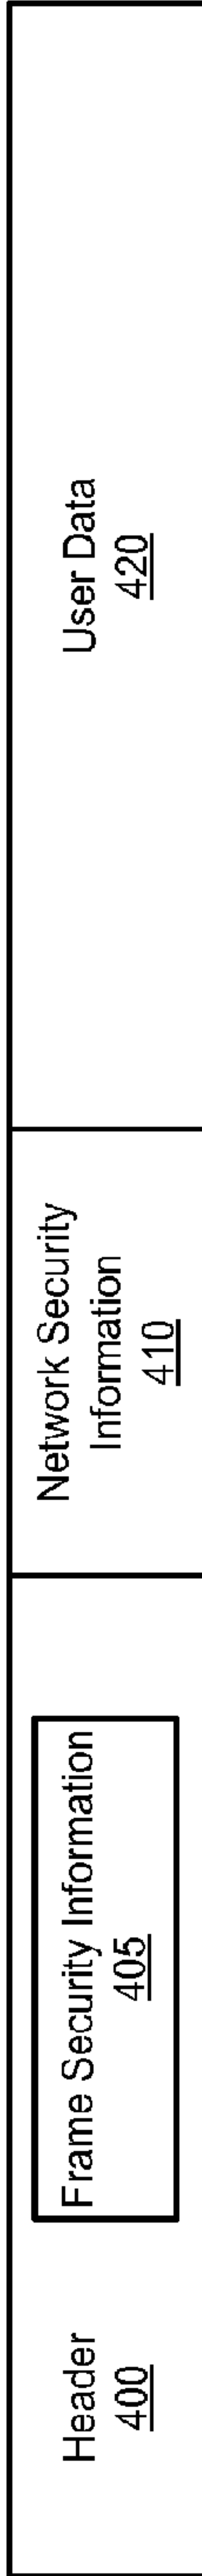 Header
400
Frame Security Information
405
Network Security
Information
410
User Data
420